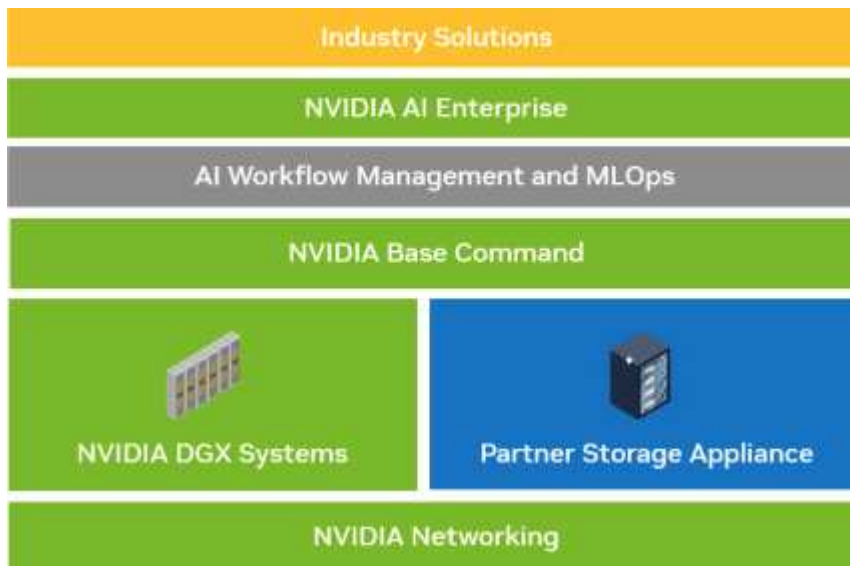 Industry Solutions
NVIDIA AI Enterprise
AI Workflow Management and MLOps
NVIDIA Base Command
NVIDIA DGX Systems
Partner Storage Appliance
NVIDIA Networking